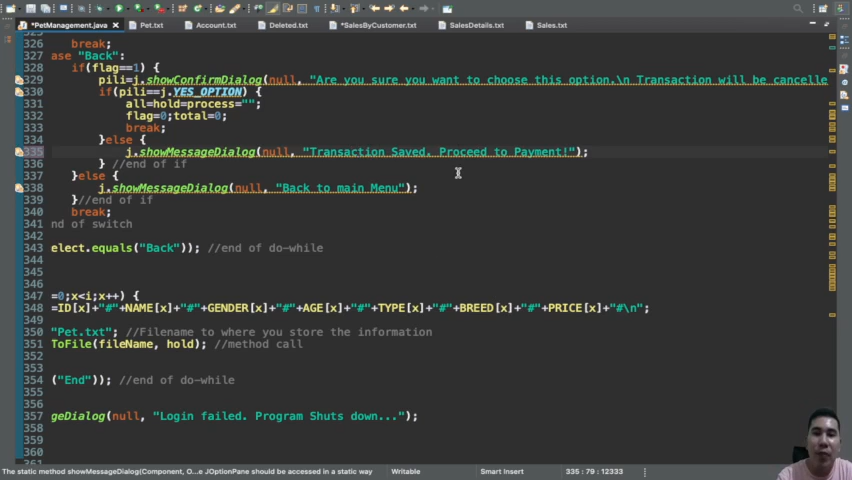 *PetManagement.java Pet.txt Account.txt Deleted.txt *SalesByCustomer.txt SalesDetails.txt Sales.txt
325
326 break;
327 ase "Back":
328 if(flag==1) {
329 pili=j.showConfirmDialog(null, "Are you sure you want to choose this option.\n Transaction will be cancelle
330 if(pili==j.YES_OPTION) {
331 all=hold=process="";
332 flag=0;total=0;
333 break;
334 }else {
335 j.showMessageDialog(null, "Transaction Saved. Proceed to Payment!");
336 } //end of if
337 }else {
338 j.showMessageDialog(null, "Back to main Menu");
339 }//end of if
340 break;
341 nd of switch
342
343 elect.equals("Back")); //end of do-while
344
345
346
347 =0;x<i;x++) {
348 =ID[x]+"#"+NAME[x]+"#"+GENDER[x]+"#"+AGE[x]+"#"+TYPE[x]+"#"+BREED[x]+"#"+PRICE[x]+"#\n";
349
350 "Pet.txt"; //Filename to where you store the information
351 ToFile(fileName, hold); //method call
352
353
354 ("End")); //end of do-while
355
356
357 geDialog(null, "Login failed. Program Shuts down...");
358
359
360
361
The static method showMessageDialog(Component, O...e JOptionPane should be accessed in a static way Writable Smart Insert 335 : 79 : 12333